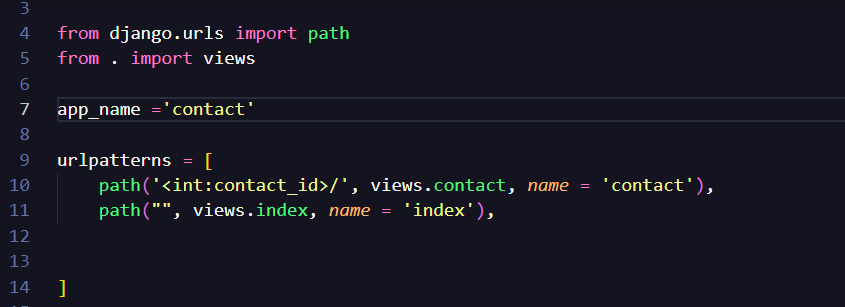 3
4 from django.urls import path
5 from . import views
6
7 app_name ='contact'
8
9 urlpatterns = [
10     path('<int:contact_id>/', views.contact, name = 'contact'),
11     path("", views.index, name = 'index'),
12
13
14 ]